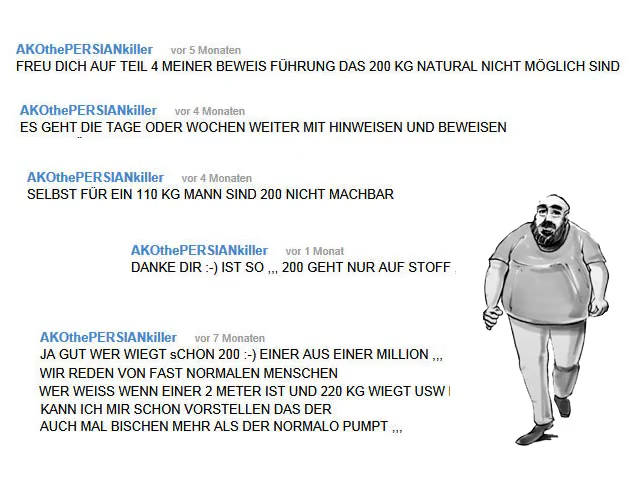 AKOthePERSIANkiller vor 5 Monaten
FREU DICH AUF TEIL 4 MEINER BEWEIS FÜHRUNG DAS 200 KG NATURAL NICHT MÖGLICH SIND
AKOthePERSIANkiller vor 4 Monaten
ES GEHT DIE TAGE ODER WOCHEN WEITER MIT HINWEISEN UND BEWEISEN
AKOthePERSIANkiller vor 4 Monaten
SELBST FÜR EIN 110 KG MANN SIND 200 NICHT MACHBAR
AKOthePERSIANkiller vor 1 Monat
DANKE DIR :-) IST SO ,,, 200 GEHT NUR AUF STOFF
AKOthePERSIANkiller vor 7 Monaten
JA GUT WER WIEGT sCHON 200 :-) EINER AUS EINER MILLION ,,,
WIR REDEN VON FAST NORMALEN MENSCHEN
WER WEISS WENN EINER 2 METER IST UND 220 KG WIEGT USW
KANN ICH MIR SCHON VORSTELLEN DAS DER
AUCH MAL BISCHEN MEHR ALS DER NORMALO PUMPT ,,,